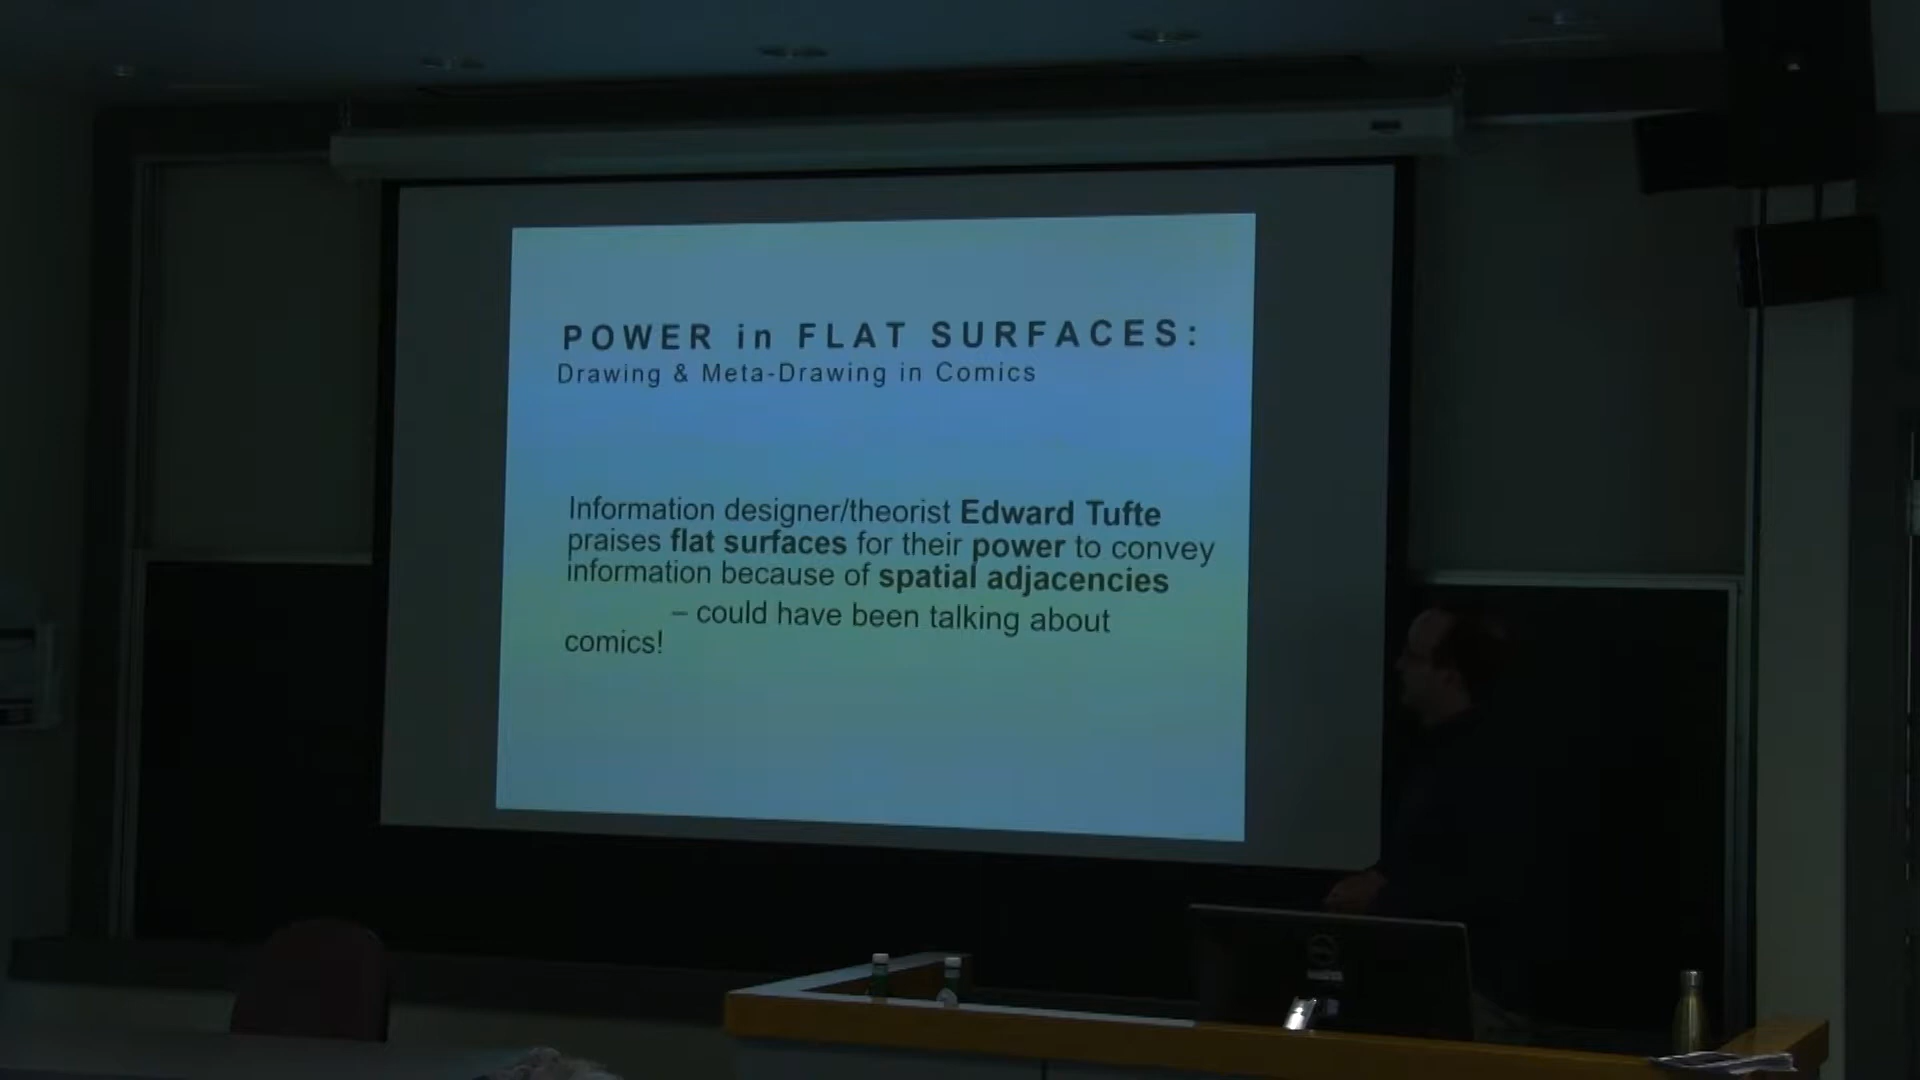 POWER in FLAT SURFACES:
Drawing & Meta-Drawing in Comics
Information designer/theorist Edward Tufte
praises flat surfaces for their power to convey
information because of spatial adjacencies
– could have been talking about
comics!